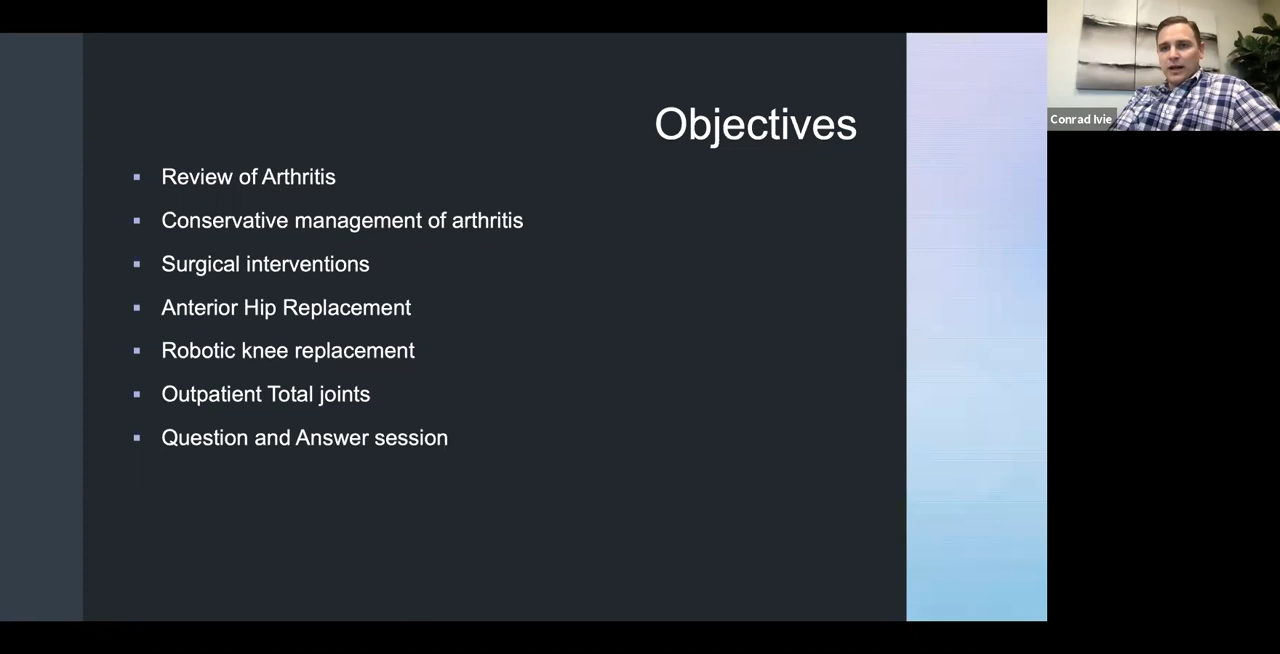 Objectives
Review of Arthritis
Conservative management of arthritis
Surgical interventions
Anterior Hip Replacement
Robotic knee replacement
Outpatient Total joints
Question and Answer session
Conrad Ivie